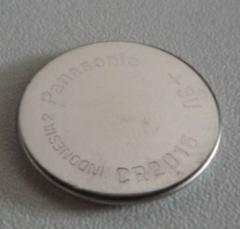 Panasonic
+3V
CR2016
INDONESIA